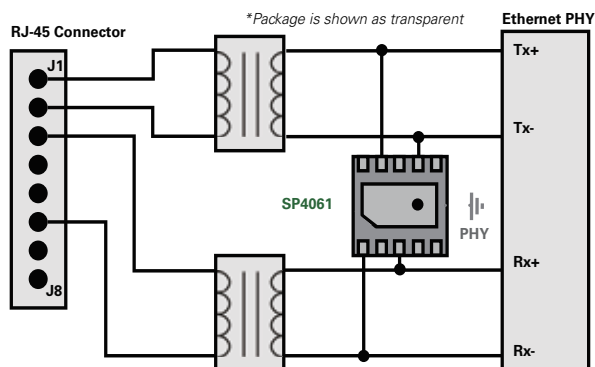 *Package is shown as transparent
RJ-45 Connector
Ethernet PHY
J1
Tx+
Tx-
SP4061
PHY
Rx+
J8
Rx-